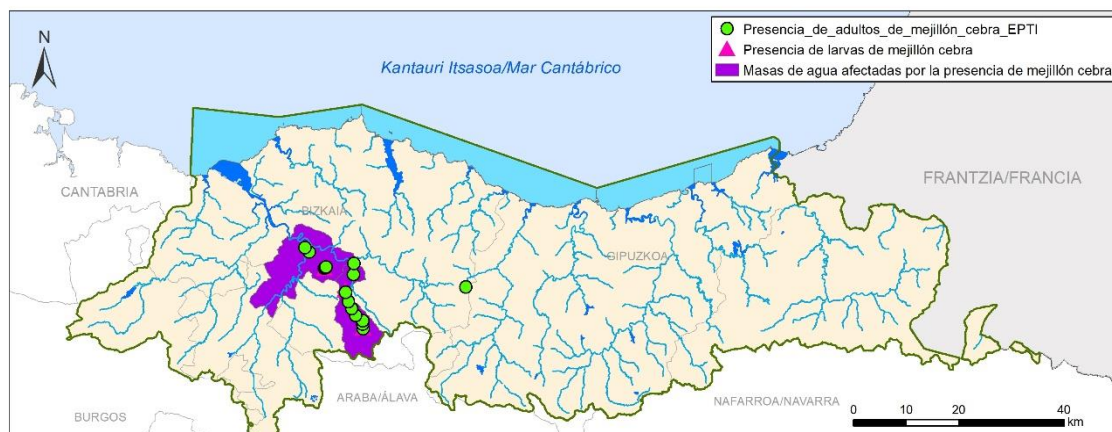 N
Kantauri Itsasoa/Mar Cantábrico
Presencia_de_adultos_de_mejillón_cebra_EPTI
Presencia de larvas de mejillón cebra
Masas de agua afectadas por la presencia de mejillón cebra
CANTABRIA
FRANTZIA/FRANCIA
BIZKAIA
GIPUZKOA
ARABA/ÁLAVA
NAFARROA/NAVARRA
BURGOS
0 10 20 40
km